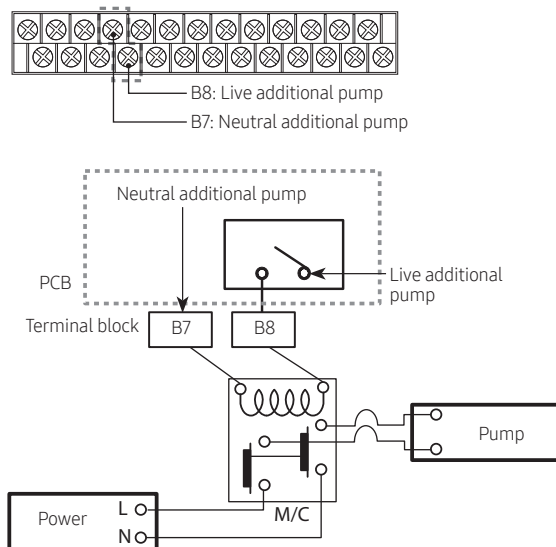 B8: Live additional pump
B7: Neutral additional pump
Neutral additional pump
Live additional
pump
PCB
Terminal block
B7
B8
Pump
M/C
Power
L
N